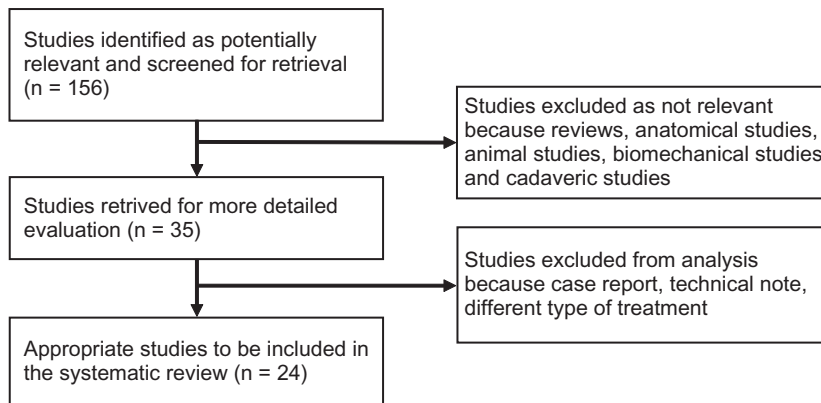 Studies identified as potentially
relevant and screened for retrieval
(n = 156)
Studies excluded as not relevant
because reviews, anatomical studies,
animal studies, biomechanical studies
and cadaveric studies
Studies retrived for more detailed
evaluation (n = 35)
Studies excluded from analysis
because case report, technical note,
different type of treatment
Appropriate studies to be included in
the systematic review (n = 24)